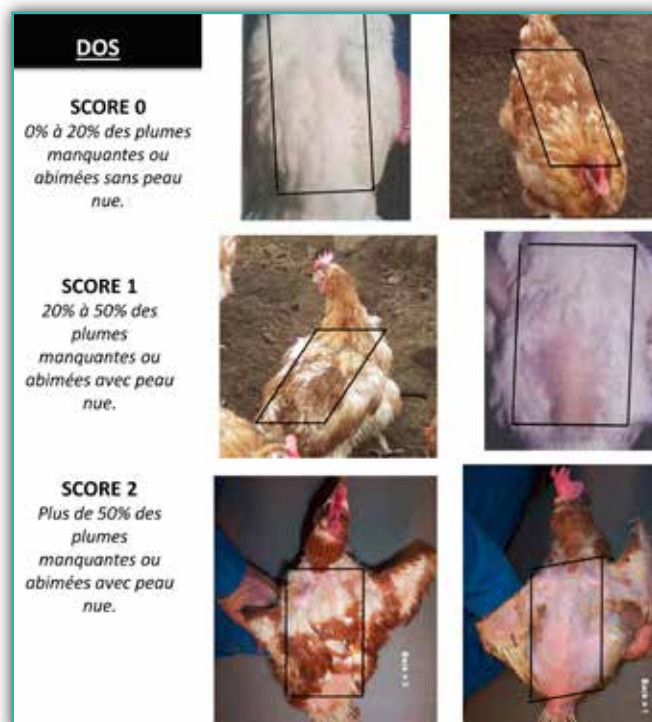 DOS
SCORE 0
0% à 20% des plumes
manquantes ou
abimées sans peau
nue.
SCORE 1
20% à 50% des
plumes
manquantes ou
abimées avec peau
nue.
SCORE 2
Plus de 50% des
plumes
manquantes ou
abimées avec peau
nue.